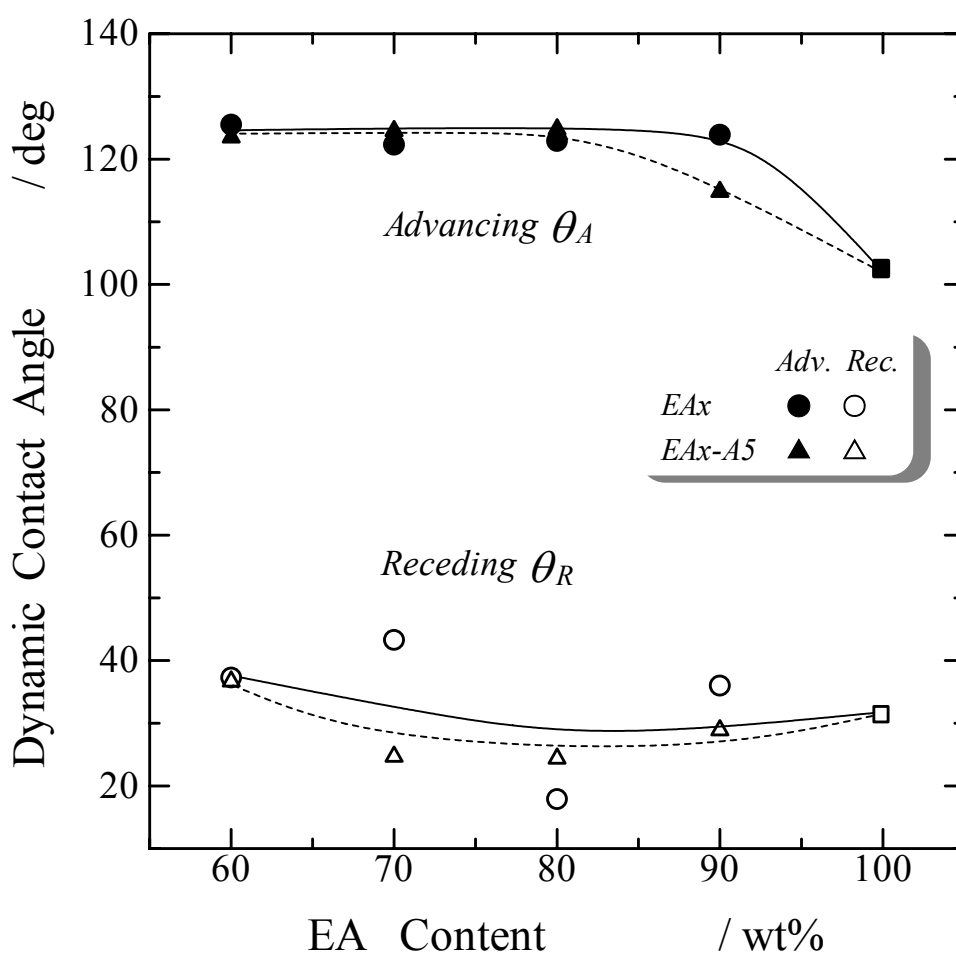 140
120
100
80
60
40
20
Dynamic Contact Angle / deg
Advancing θA
Adv. Rec.
EAx
EAx-A5
Receding θR
60 70 80 90 100
EA Content / wt%